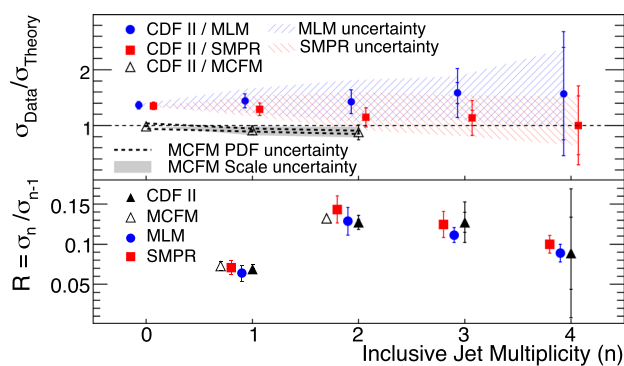 CDF II / MLM
CDF II / SMPR
CDF II / MCFM
MLM uncertainty
SMPR uncertainty
σData/σTheory
2
1
MCFM PDF uncertainty
MCFM Scale uncertainty
R = σn/σn-1
0.15
0.1
0.05
CDF II
MCFM
MLM
SMPR
0 1 2 3 4
Inclusive Jet Multiplicity (n)